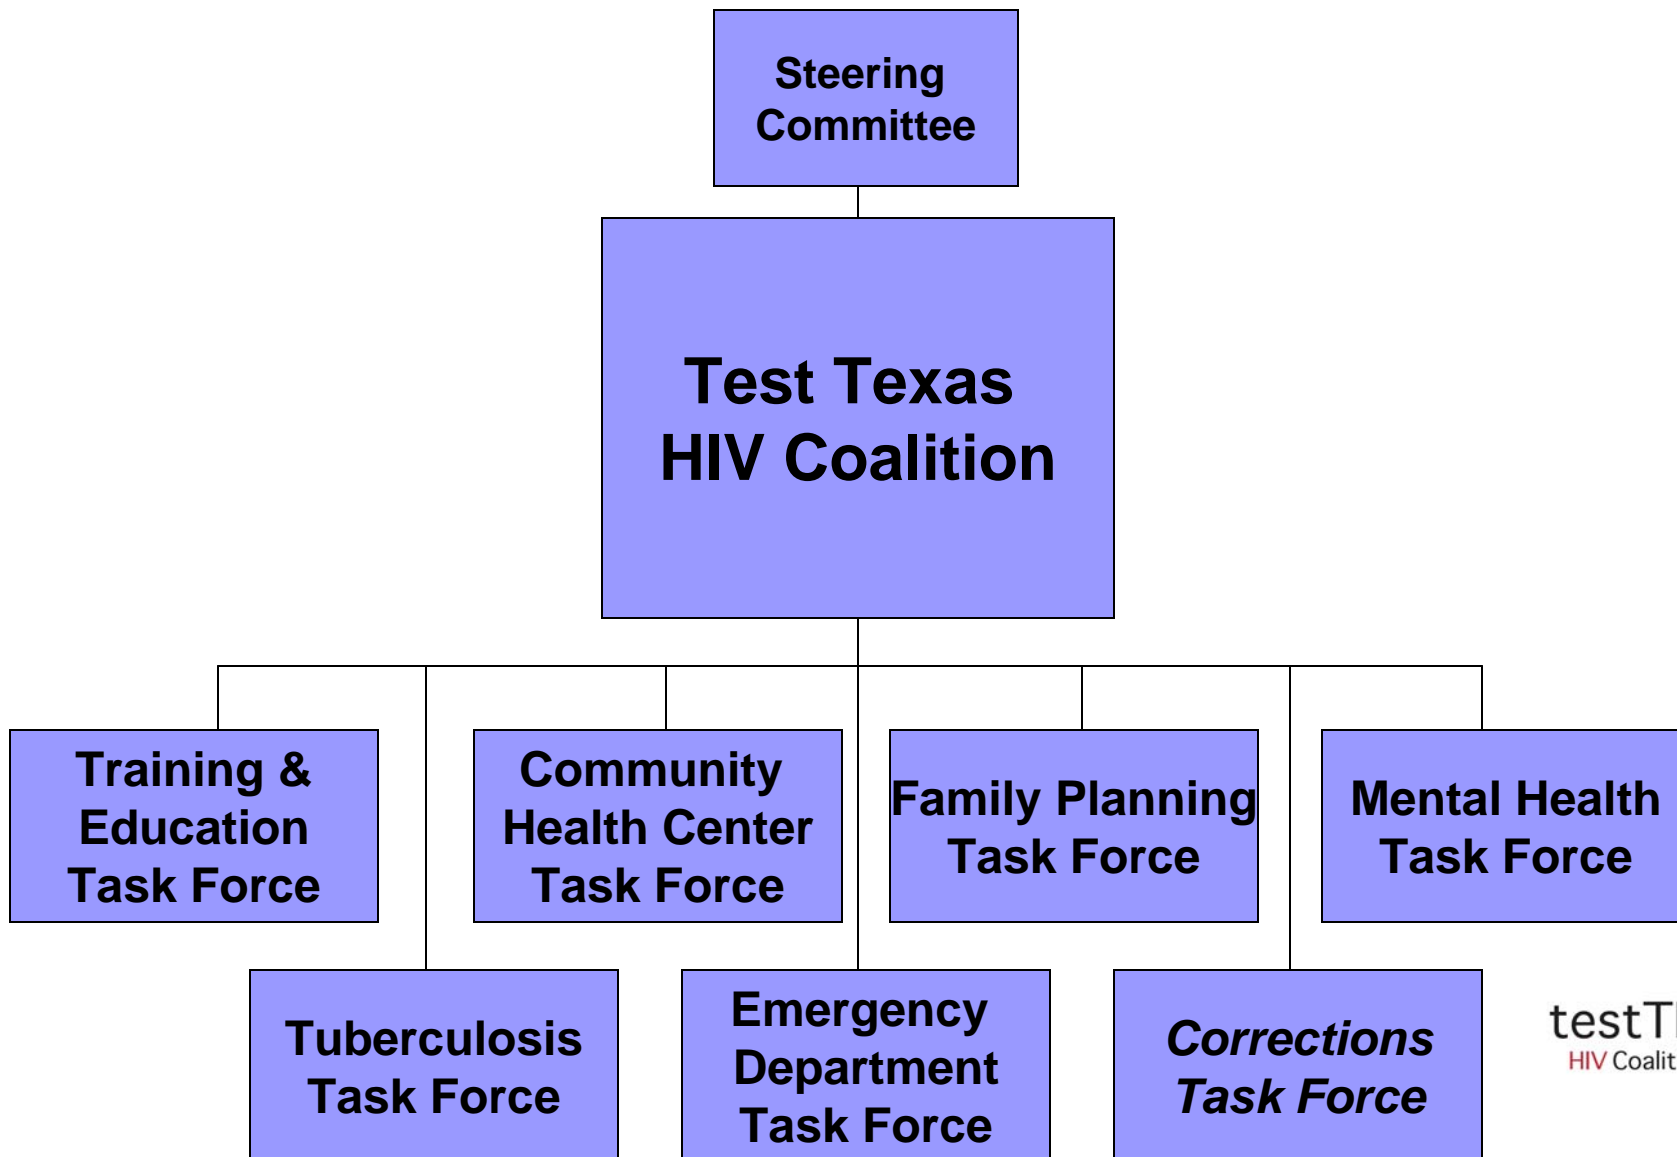 Steering
Committee
Test Texas
HIV Coalition
Training &
Education
Task Force
Community
Health Center
Task Force
Family Planning
Task Force
Mental Health
Task Force
Tuberculosis
Task Force
Emergency
Department
Task Force
Corrections
Task Force
HIV